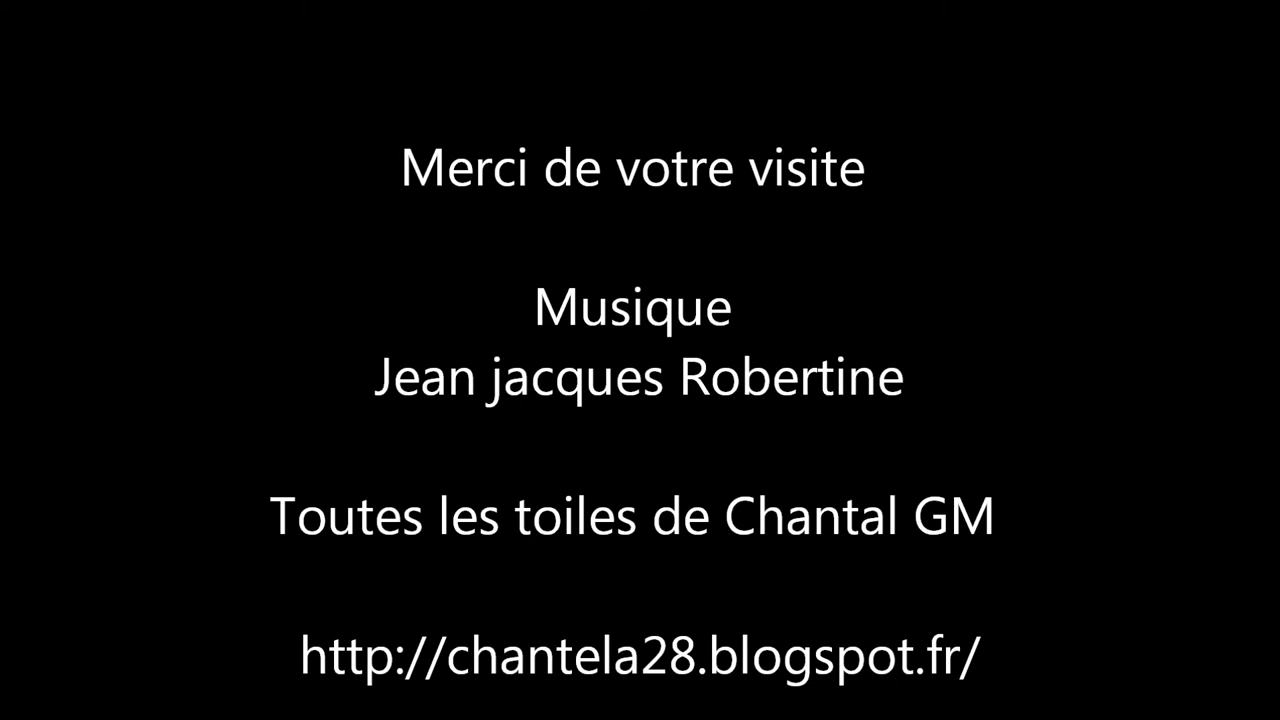 Merci de votre visite
Musique
Jean jacques Robertine
Toutes les toiles de Chantal GM
http://chantela28.blogspot.fr/